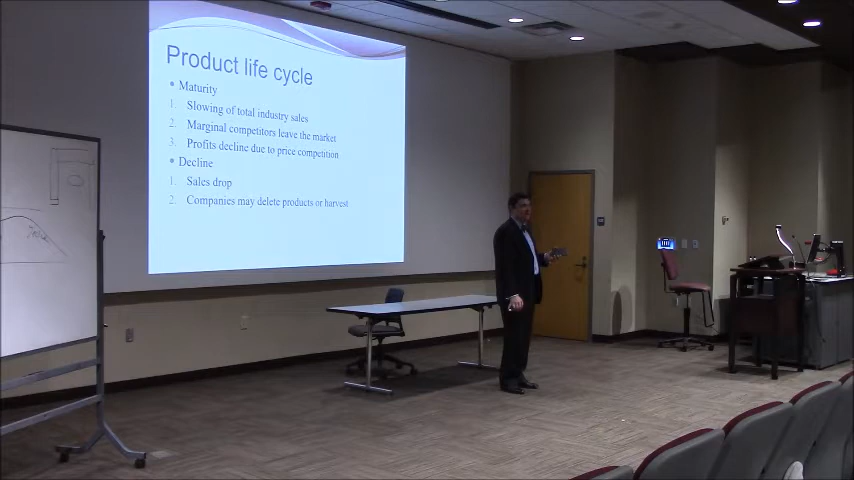 Product life cycle
• Maturity
1. Slowing of total industry sales
2. Marginal competitors leave the market
3. Profits decline due to price competition
• Decline
1. Sales drop
2. Companies may delete products or harvest